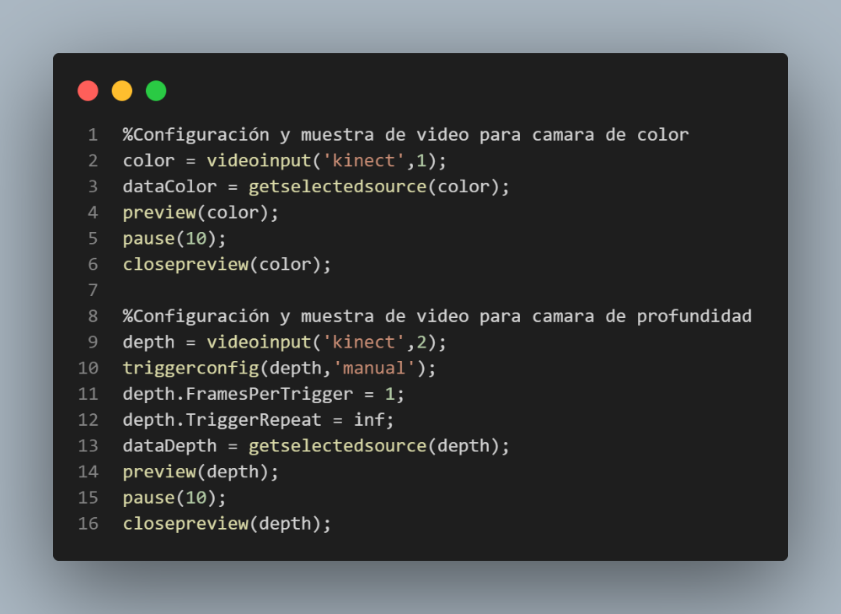 1 %Configuración y muestra de video para camara de color
2 color = videoinput('kinect',1);
3 dataColor = getselectedsource(color);
4 preview(color);
5 pause(10);
6 closepreview(color);
7
8 %Configuración y muestra de video para camara de profundidad
9 depth = videoinput('kinect',2);
10 triggerconfig(depth,'manual');
11 depth.FramesPerTrigger = 1;
12 depth.TriggerRepeat = inf;
13 dataDepth = getselectedsource(depth);
14 preview(depth);
15 pause(10);
16 closepreview(depth);